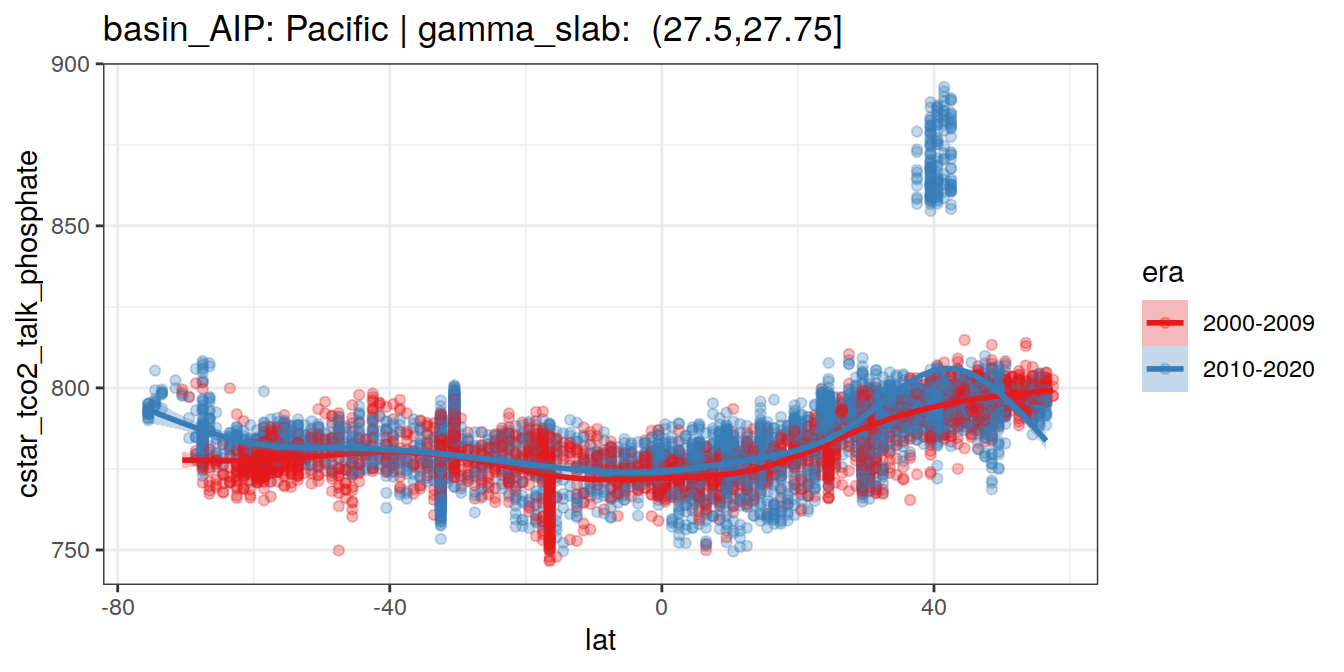 basin_AIP: Pacific | gamma_slab:  (27.5,27.75]
cstar_tco2_talk_phosphate
900
850
800
750
-80
-40
0
40
lat
era
2000-2009
2010-2020